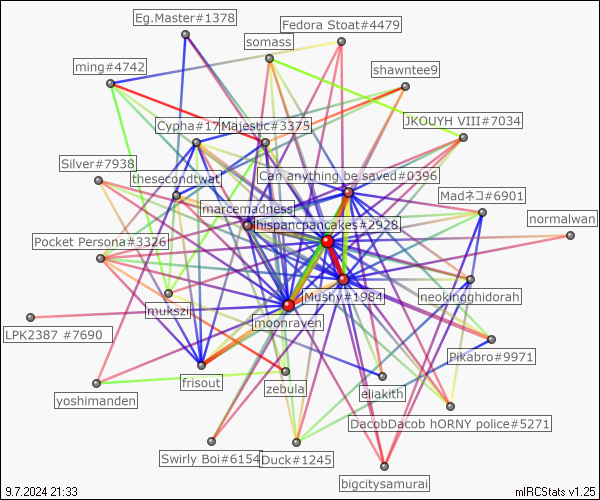 Eg.Master#1378
Fedora Stoat#4479
somass
ming#4742
shawntee9
JKOUYH VIII#7034
Cypha#17
Majestic#3375
Silver#7938
thesecondtwat
Can anything be saved#0396
Madネコ#6901
marcemadness
hispancpancakes#2928
normalwan
Pocket Persona#3326
mukszii
Mushy#1984
neokingghidorah
moonraven
LPK2387 #7690
Pikabro#9971
frisout
zebula
eliakith
yoshimanden
DacobDacob hORNY police#5271
Swirly Boi#6154
Duck#1245
bigcitysamurai
9.7.2024 21:33
mIRCStats v1.25